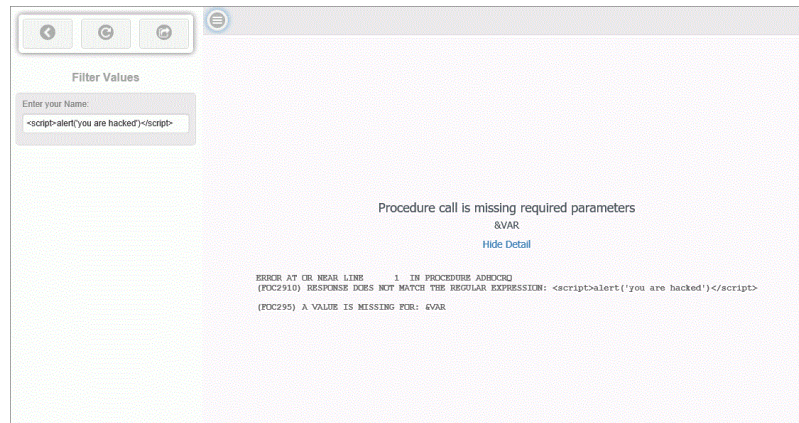 Filter Values
Enter your Name:
<script>alert('you are hacked')</script>
Procedure call is missing required parameters
&VAR
Hide Detail
ERROR AT OR NEAR LINE 1 IN PROCEDURE ADHOCRQ
(FOC2910) RESPONSE DOES NOT MATCH THE REGULAR EXPRESSION: <script>alert('you are hacked')</script>
(FOC295) A VALUE IS MISSING FOR: &VAR